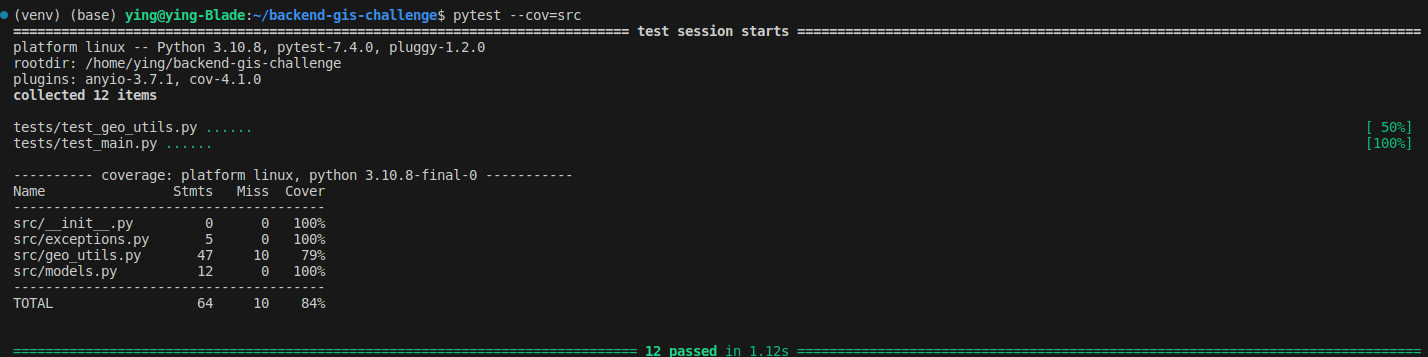 (venv) (base) ying@ying-Blade:~/backend-gis-challenge$ pytest --cov=src
============================================================================= test session starts ==============================================================================
platform linux -- Python 3.10.8, pytest-7.4.0, pluggy-1.2.0
rootdir: /home/ying/backend-gis-challenge
plugins: anyio-3.7.1, cov-4.1.0
collected 12 items
tests/test_geo_utils.py ...... [ 50%]
tests/test_main.py ...... [100%]
---------- coverage: platform linux, python 3.10.8-final-0 -----------
Name                Stmts   Miss  Cover
---------------------------------------
src/__init__.py         0      0   100%
src/exceptions.py       5      0   100%
src/geo_utils.py       47     10    79%
src/models.py          12      0   100%
---------------------------------------
TOTAL                  64     10    84%
============================================================================== 12 passed in 1.12s ==============================================================================